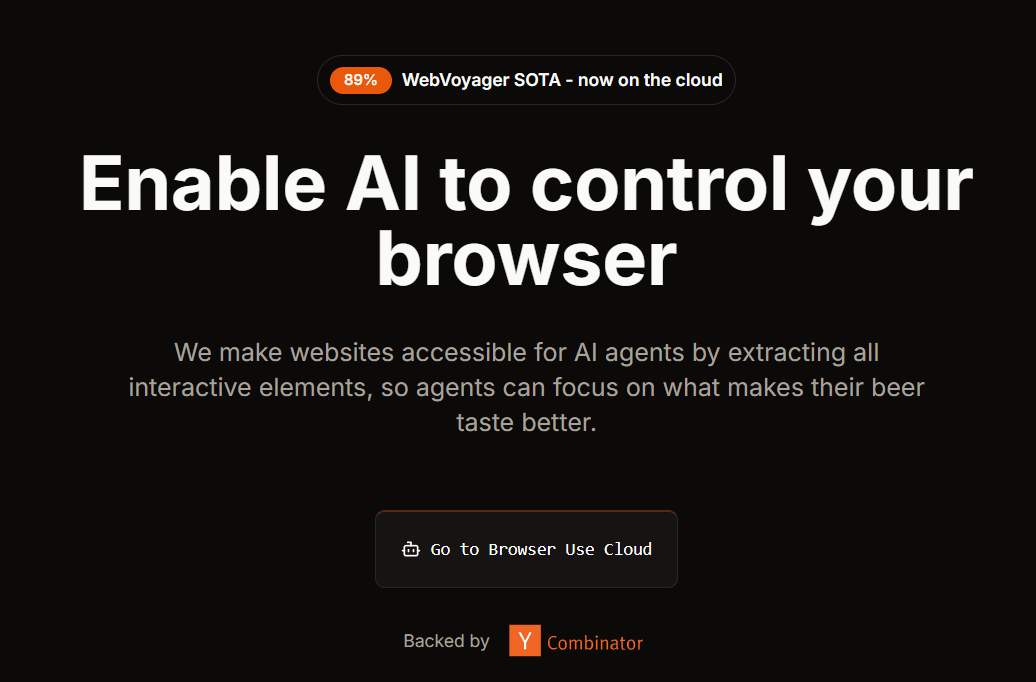 89% WebVoyager SOTA - now on the cloud
Enable AI to control your
browser
We make websites accessible for AI agents by extracting all
interactive elements, so agents can focus on what makes their beer
taste better.
Go to Browser Use Cloud
Backed by Y Combinator